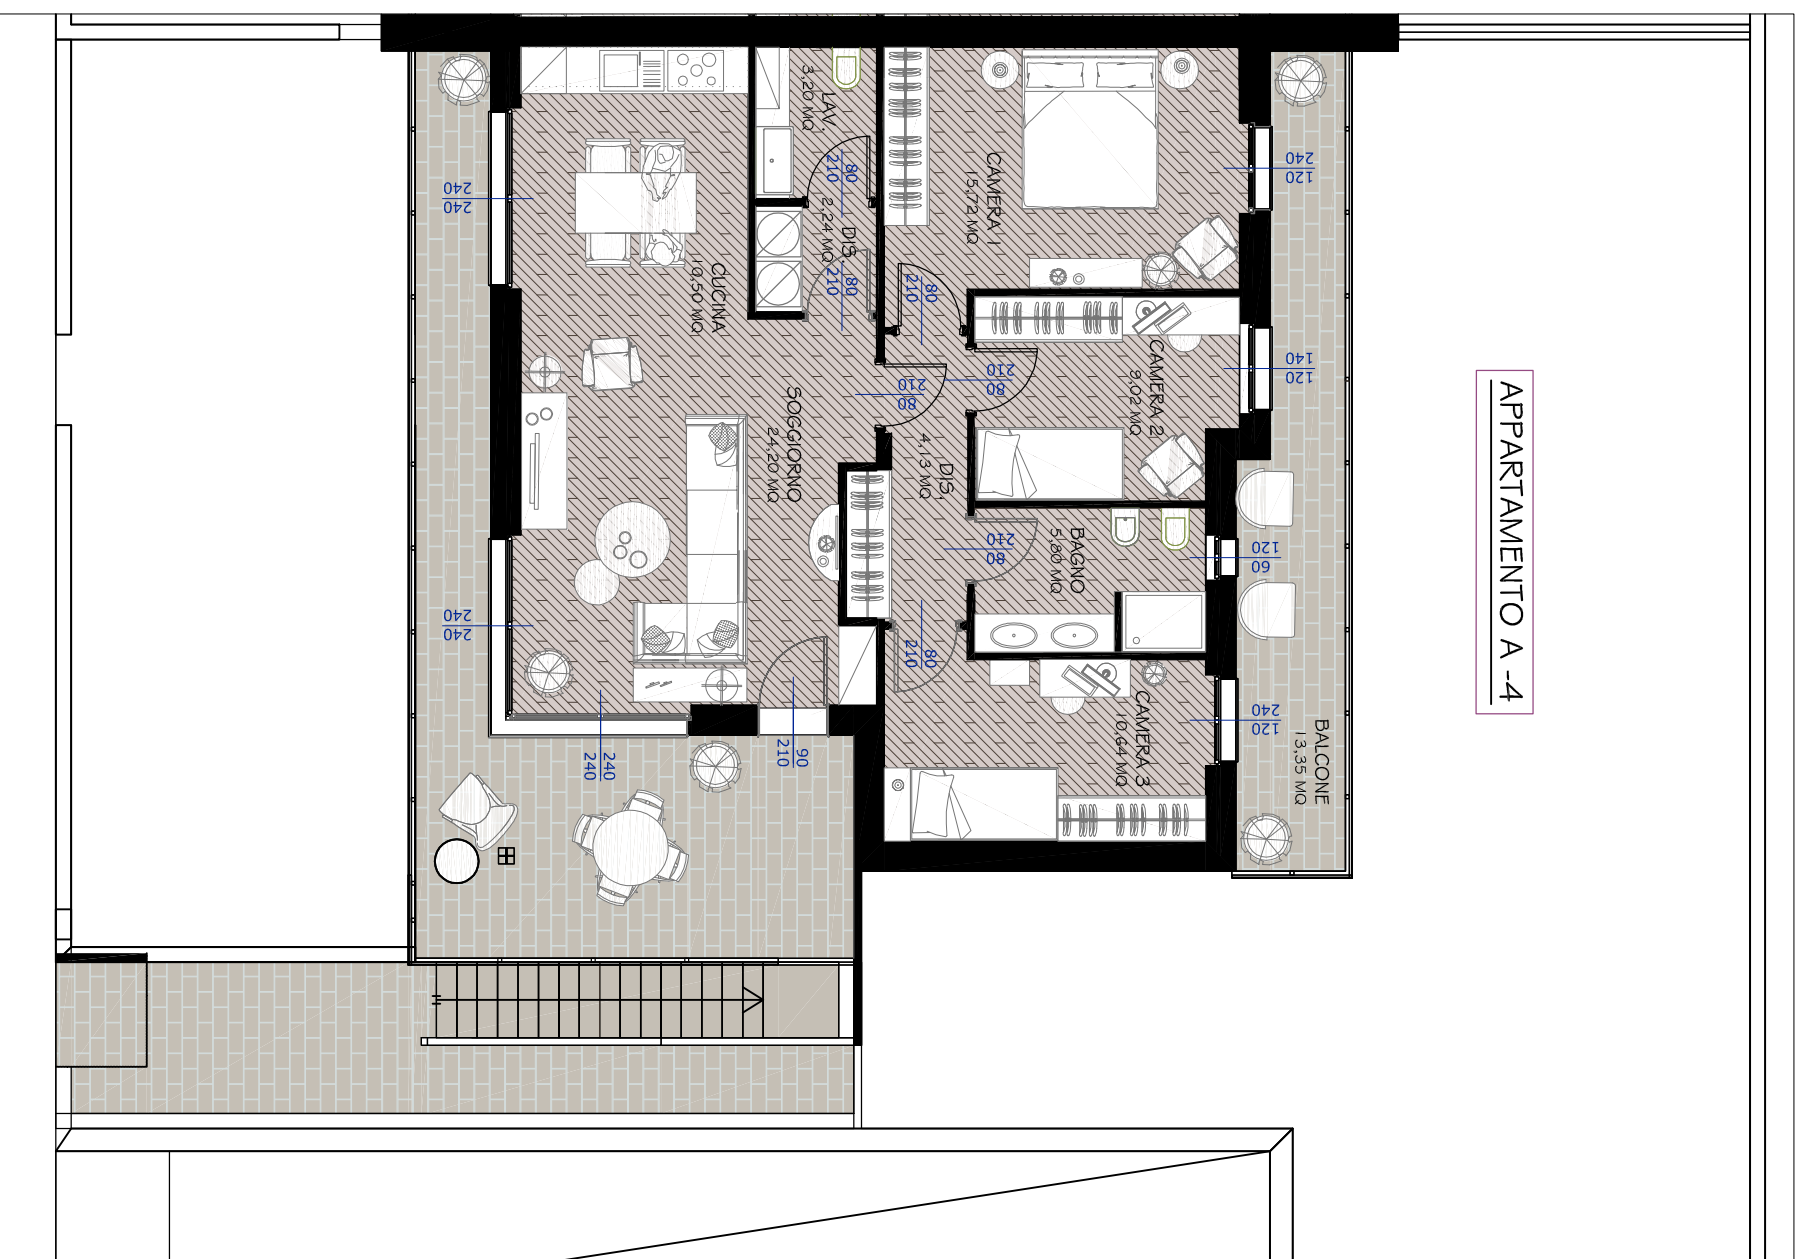 APPARTAMENTO A -4
BALCONE
13,35 MQ
CAMERA 1
15,72 MQ
CAMERA 2
9,02 MQ
BAGNO
5,80 MQ
CAMERA 3
10,64 MQ
DIS.
4,13 MQ
LAV.
3,20 MQ
DIS.
2,24 MQ
CUCINA
10,50 MQ
SOGGIORNO
24,20 MQ
240
120
140
120
120
60
240
120
80
210
80
210
80
210
210
80
210
80
210
80
80
210
90
210
240
240
240
240
240
240